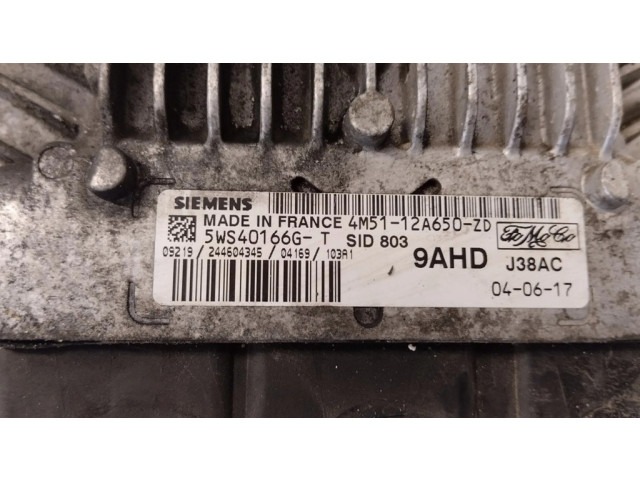 SIEMENS
MADE IN FRANCE 4M51-12A650-ZD
5WS40166G- T SID 803
FoMoCo
09219 / 244604345 / 04169 / 103A1
9AHD J38AC
04-06-17